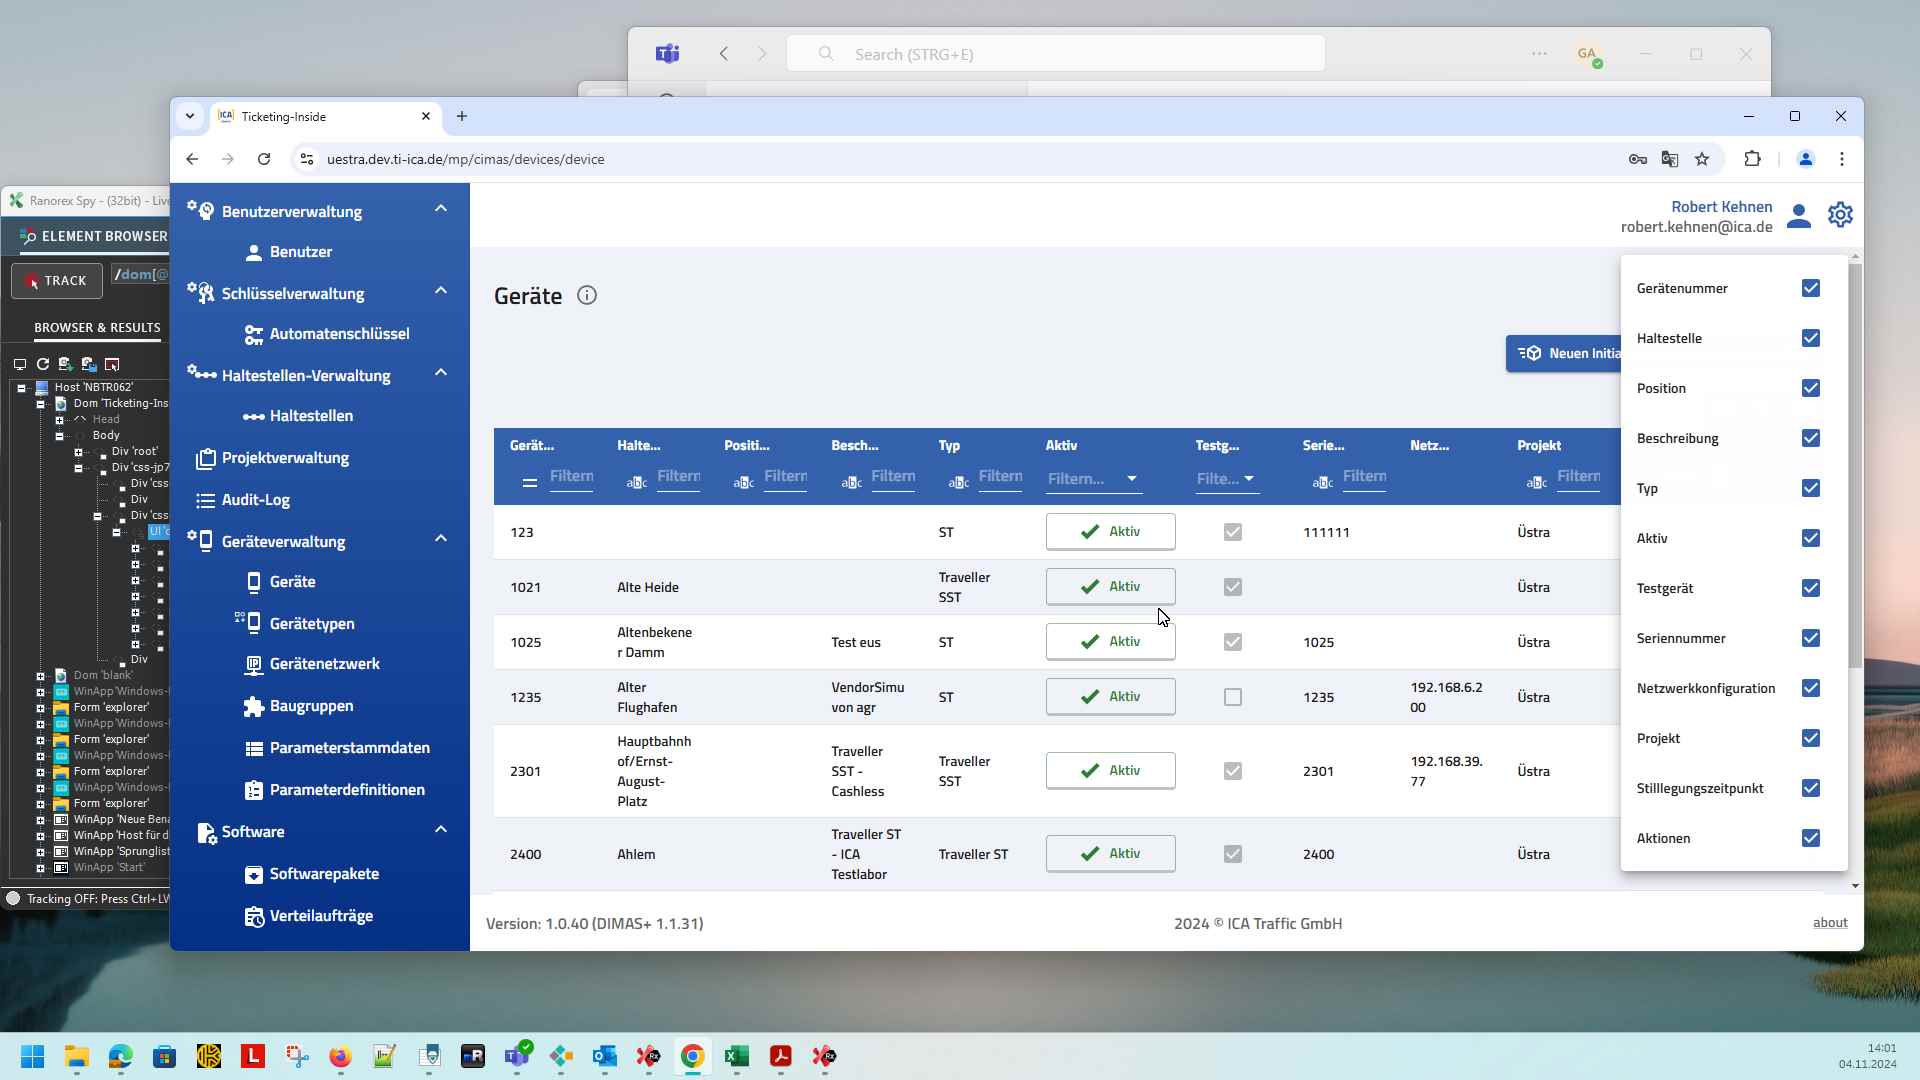 Search (STRG+E)
GA
Ticketing-Inside
uestra.dev.ti-ica.de/mp/cimas/devices/device
Ranorex Spy - (32bit) - Live
ELEMENT BROWSER
TRACK
/dom[@
BROWSER & RESULTS
Host 'NBTR062'
Dom 'Ticketing-Ins
Head
Body
Div 'root'
Div 'css-jp7
Div 'css
Div
Div 'css
Ul 'c
Div
Dom 'blank'
WinApp 'Windows-
Form 'explorer'
WinApp 'Windows-
Form 'explorer'
WinApp 'Windows-
Form 'explorer'
WinApp 'Windows-
Form 'explorer'
WinApp 'Neue Bena
WinApp 'Host für d
WinApp 'Sprunglist
WinApp 'Start'
Tracking OFF: Press Ctrl+LW
Benutzerverwaltung
Benutzer
Schlüsselverwaltung
Automatenschlüssel
Haltestellen-Verwaltung
Haltestellen
Projektverwaltung
Audit-Log
Geräteverwaltung
Geräte
Gerätetypen
Gerätenetzwerk
Baugruppen
Parameterstammdaten
Parameterdefinitionen
Software
Softwarepakete
Verteilaufträge
Robert Kehnen
robert.kehnen@ica.de
Geräte
Neuen Initia
Gerät... Halte... Positi... Besch... Typ Aktiv Testg... Serie... Netz... Projekt
Filtern Filtern Filtern Filtern Filtern Filtern... Filte... Filtern Filtern
123 ST Aktiv 111111 Üstra
1021 Alte Heide Traveller SST Aktiv Üstra
1025 Altenbekene r Damm Test eus ST Aktiv 1025 Üstra
1235 Alter Flughafen VendorSimu von agr ST Aktiv 1235 192.168.6.2 00 Üstra
2301 Hauptbahnh of/Ernst- August- Platz Traveller SST - Cashless Traveller SST Aktiv 2301 192.168.39. 77 Üstra
2400 Ahlem Traveller ST - ICA Testlabor Traveller ST Aktiv 2400 Üstra
Gerätenummer
Haltestelle
Position
Beschreibung
Typ
Aktiv
Testgerät
Seriennummer
Netzwerkkonfiguration
Projekt
Stilllegungszeitpunkt
Aktionen
Version: 1.0.40 (DIMAS+ 1.1.31)
2024 © ICA Traffic GmbH
about
14:01
04.11.2024